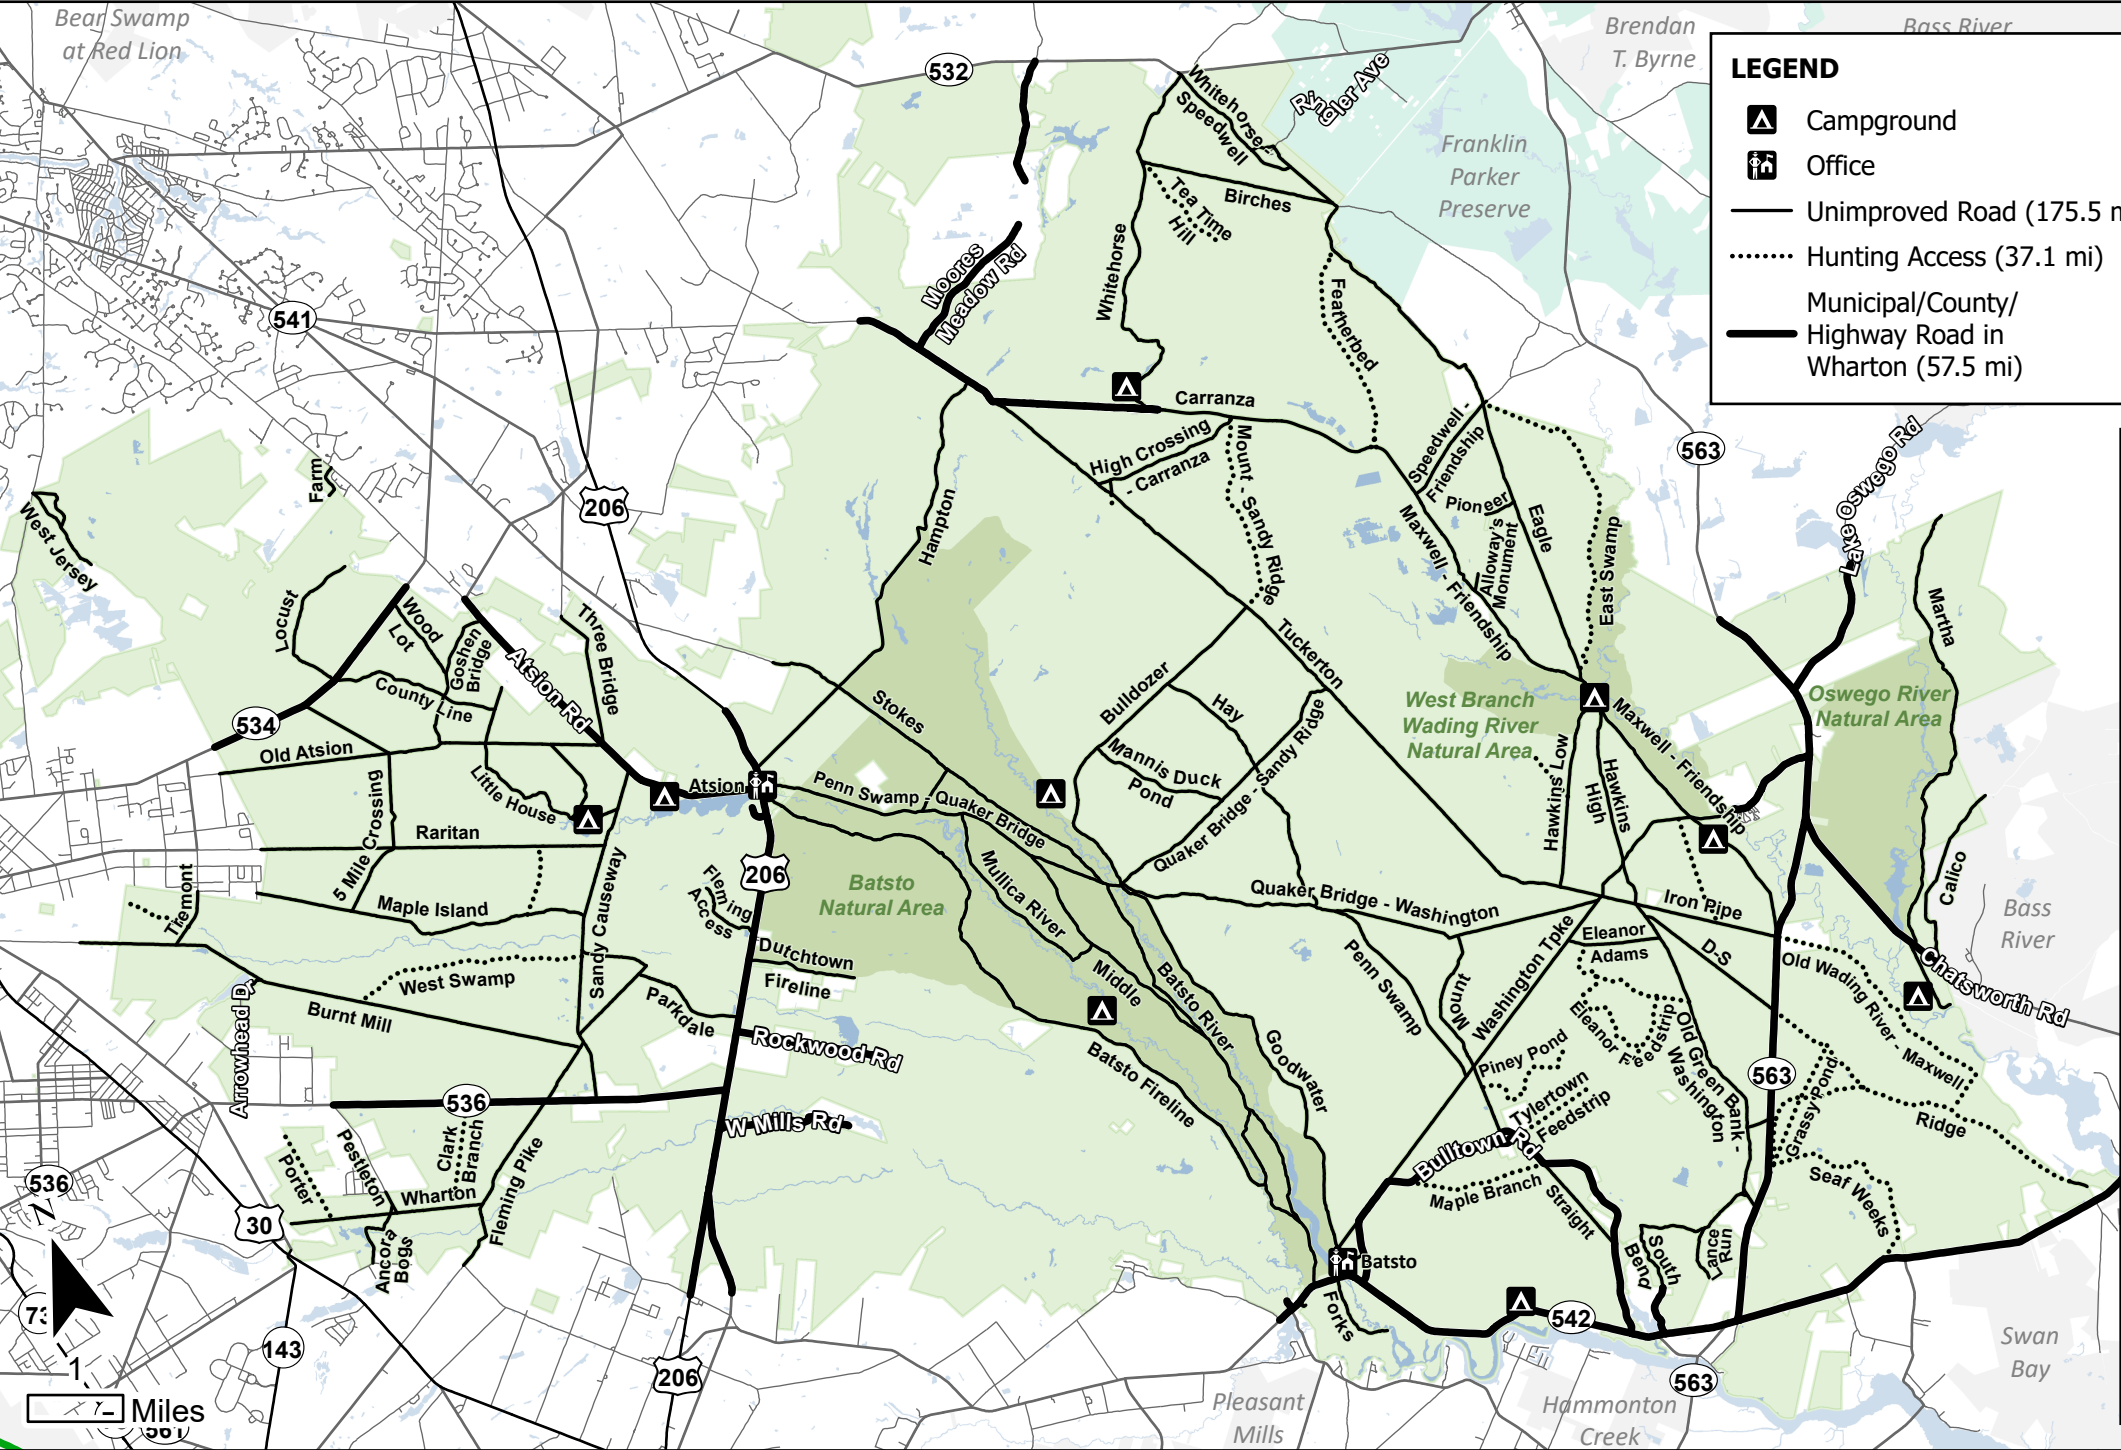 Bear Swamp
at Red Lion
532
Brendan
T. Byrne
Bass River
LEGEND
Campground
Office
Unimproved Road (175.5 m
Hunting Access (37.1 mi)
Municipal/County/
Highway Road in
Wharton (57.5 mi)
Ringler Ave
Franklin
Parker
Preserve
Whitehorse -
Speedwell
Birches
Tea Time
Hill
Whitehorse
Featherbed
Moores
Meadow Rd
541
Carranza
High Crossing
- Carranza
Mount - Sandy Ridge
Speedwell -
Friendship
Pioneer
Alloway's
Monument
Eagle
East Swamp
Maxwell - Friendship
563
Lake Oswego Rd
Martha
206
Farm
West Jersey
Hampton
Locust
Wood
Lot
Goshen
Bridge
Three Bridge
Atsion Rd
County Line
534
Old Atsion
Little House
Atsion
Stokes
Penn Swamp - Quaker Bridge
Bulldozer
Hay
Mannis Duck
Pond
Quaker Bridge - Sandy Ridge
Tuckerton
West Branch
Wading River
Natural Area
Oswego River
Natural Area
Maxwell - Friendship
Hawkins Low
Hawkins
High
5 Mile Crossing
Raritan
Tremont
Maple Island
Sandy Causeway
Fleming
Access
206
Batsto
Natural Area
Mullica River
Quaker Bridge - Washington
Iron Pipe
Calico
Bass
River
Dutchtown
Fireline
Middle
Batsto River
Penn Swamp
Mount
Washington Tpke
Eleanor
Adams
D-S
Old Wading River - Maxwell
Chatsworth Rd
West Swamp
Burnt Mill
Arrowhead D
Parkdale
Rockwood Rd
Batsto Fireline
Goodwater
Piney Pond
Eleanor Feedstrip
Old Green Bank -
Washington
563
Grassy Pond
Ridge
536
W Mills Rd
Tylertown
Feedstrip
Bulltown Rd
Maple Branch
Straight
Seaf Weeks
Porter
Pestleton
Clark
Branch
Wharton
Fleming Pike
Ancora
Bogs
536
N
30
73
143
1
Miles
561
206
Batsto
Forks
South
Bend
Lance
Run
542
563
Pleasant
Mills
Hammonton
Creek
Swan
Bay